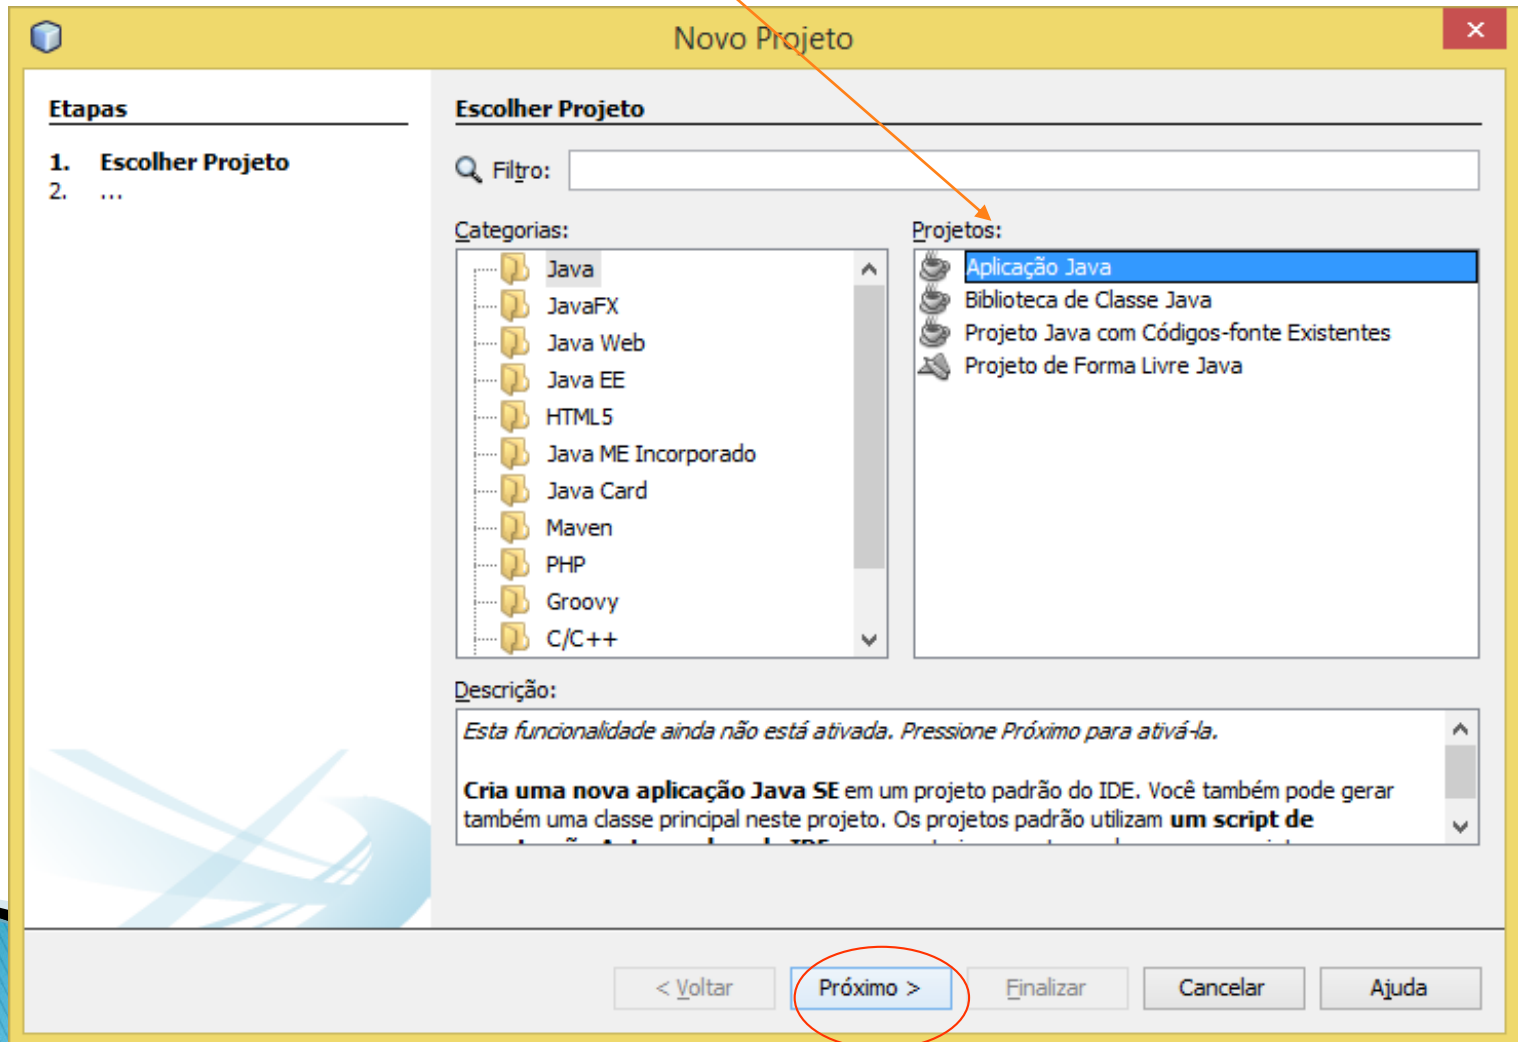 Novo Projeto
Etapas
1. Escolher Projeto
2. ...
Escolher Projeto
Filtro:
Categorias:
Java
JavaFX
Java Web
Java EE
HTML5
Java ME Incorporado
Java Card
Maven
PHP
Groovy
C/C++
Projetos:
Aplicação Java
Biblioteca de Classe Java
Projeto Java com Códigos-fonte Existentes
Projeto de Forma Livre Java
Descrição:
Esta funcionalidade ainda não está ativada. Pressione Próximo para ativá-la.
Cria uma nova aplicação Java SE em um projeto padrão do IDE. Você também pode gerar
também uma classe principal neste projeto. Os projetos padrão utilizam um script de
< Voltar
Próximo >
Finalizar
Cancelar
Ajuda